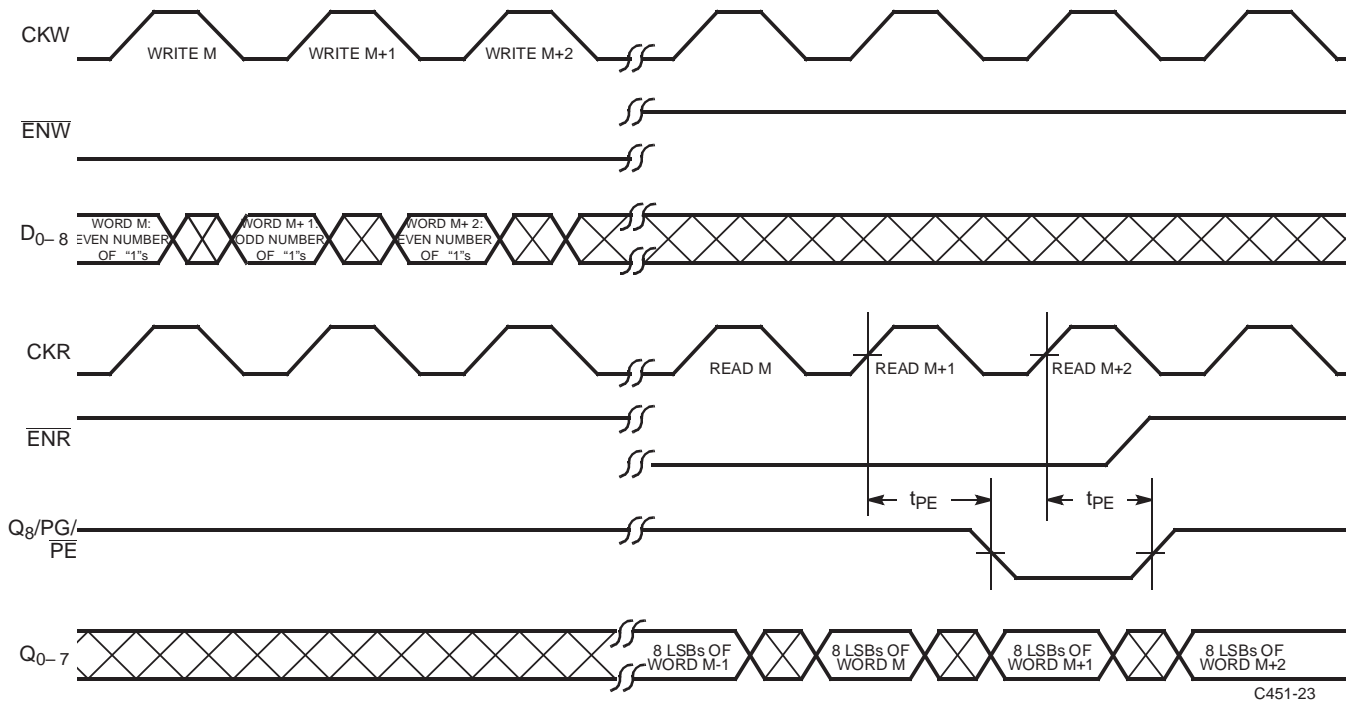 CKW
WRITE M
WRITE M+1
WRITE M+2
ENW
D0–8
WORD M:
EVEN NUMBER
OF "1"s
WORD M+ 1:
ODD NUMBER
OF "1"s
WORD M+ 2:
EVEN NUMBER
OF "1"s
CKR
READ M
READ M+1
READ M+2
ENR
tPE
tPE
Q8/PG/
PE
Q0–7
8 LSBs OF
WORD M-1
8 LSBs OF
WORD M
8 LSBs OF
WORD M+1
8 LSBs OF
WORD M+2
C451-23